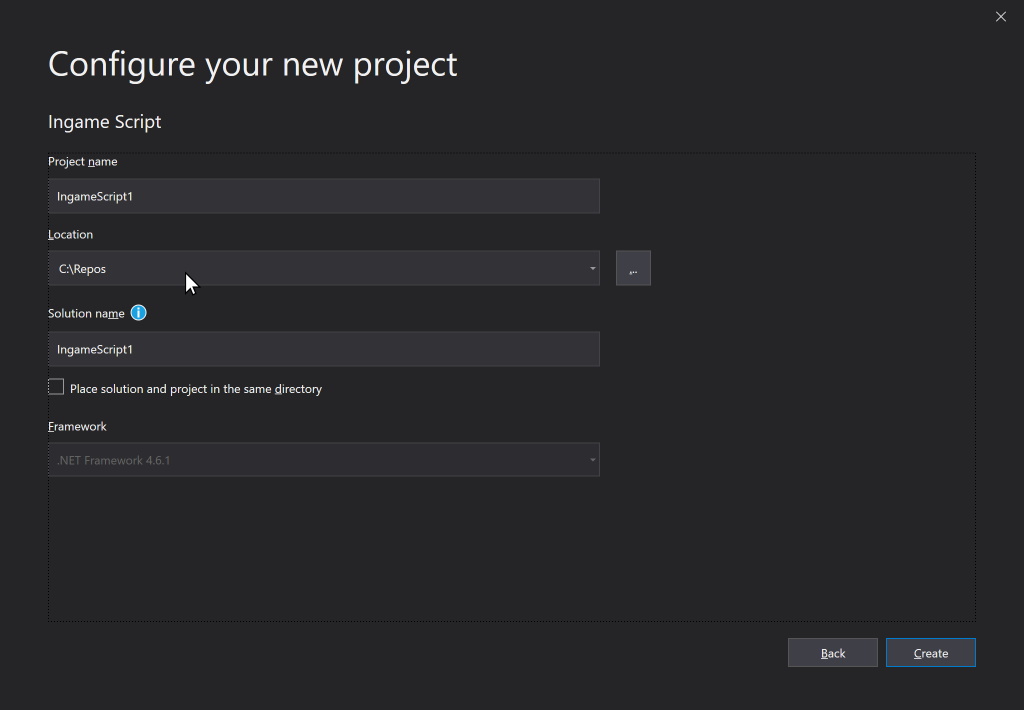 Configure your new project
Ingame Script
Project name
IngameScript1
Location
C:\Repos
...
Solution name
IngameScript1
Place solution and project in the same directory
Framework
.NET Framework 4.6.1
Back
Create